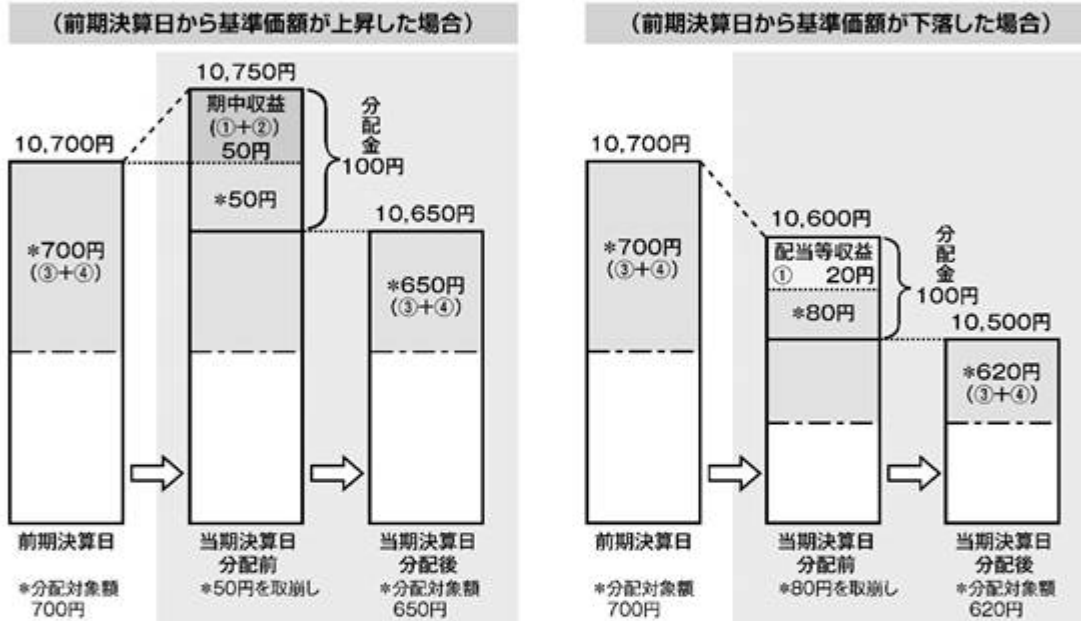 （前期決算日から基準価額が上昇した場合）
10,700円
＊700円
(③＋④)
10,750円
期中収益
(①＋②)
50円
＊50円
分配金
100円
10,650円
＊650円
(③＋④)
前期決算日
＊分配対象額
700円
当期決算日
分配前
＊50円を取崩し
当期決算日
分配後
＊分配対象額
650円
（前期決算日から基準価額が下落した場合）
10,700円
＊700円
(③＋④)
10,600円
配当等収益
① 20円
＊80円
分配金
100円
10,500円
＊620円
(③＋④)
前期決算日
＊分配対象額
700円
当期決算日
分配前
＊80円を取崩し
当期決算日
分配後
＊分配対象額
620円